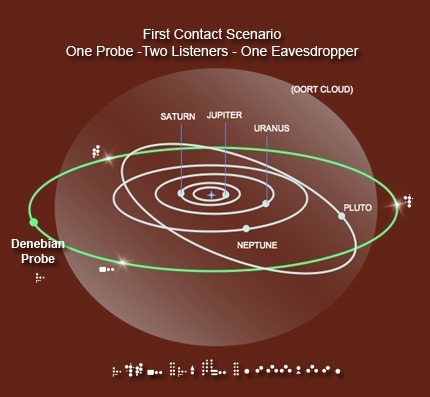 First Contact Scenario
One Probe -Two Listeners - One Eavesdropper
(OORT CLOUD)
SATURN
JUPITER
URANUS
PLUTO
NEPTUNE
Denebian
Probe